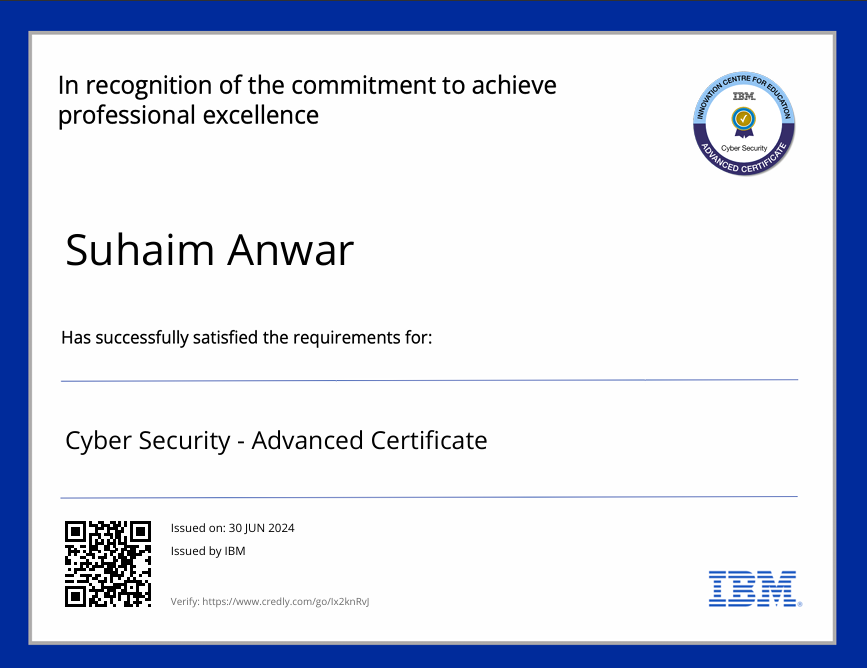 In recognition of the commitment to achieve
professional excellence
INNOVATION CENTRE FOR EDUCATION
IBM.
Cyber Security
ADVANCED CERTIFICATE
Suhaim Anwar
Has successfully satisfied the requirements for:
Cyber Security - Advanced Certificate
Issued on: 30 JUN 2024
Issued by IBM
Verify: https://www.credly.com/go/Ix2knRvJ
IBM®